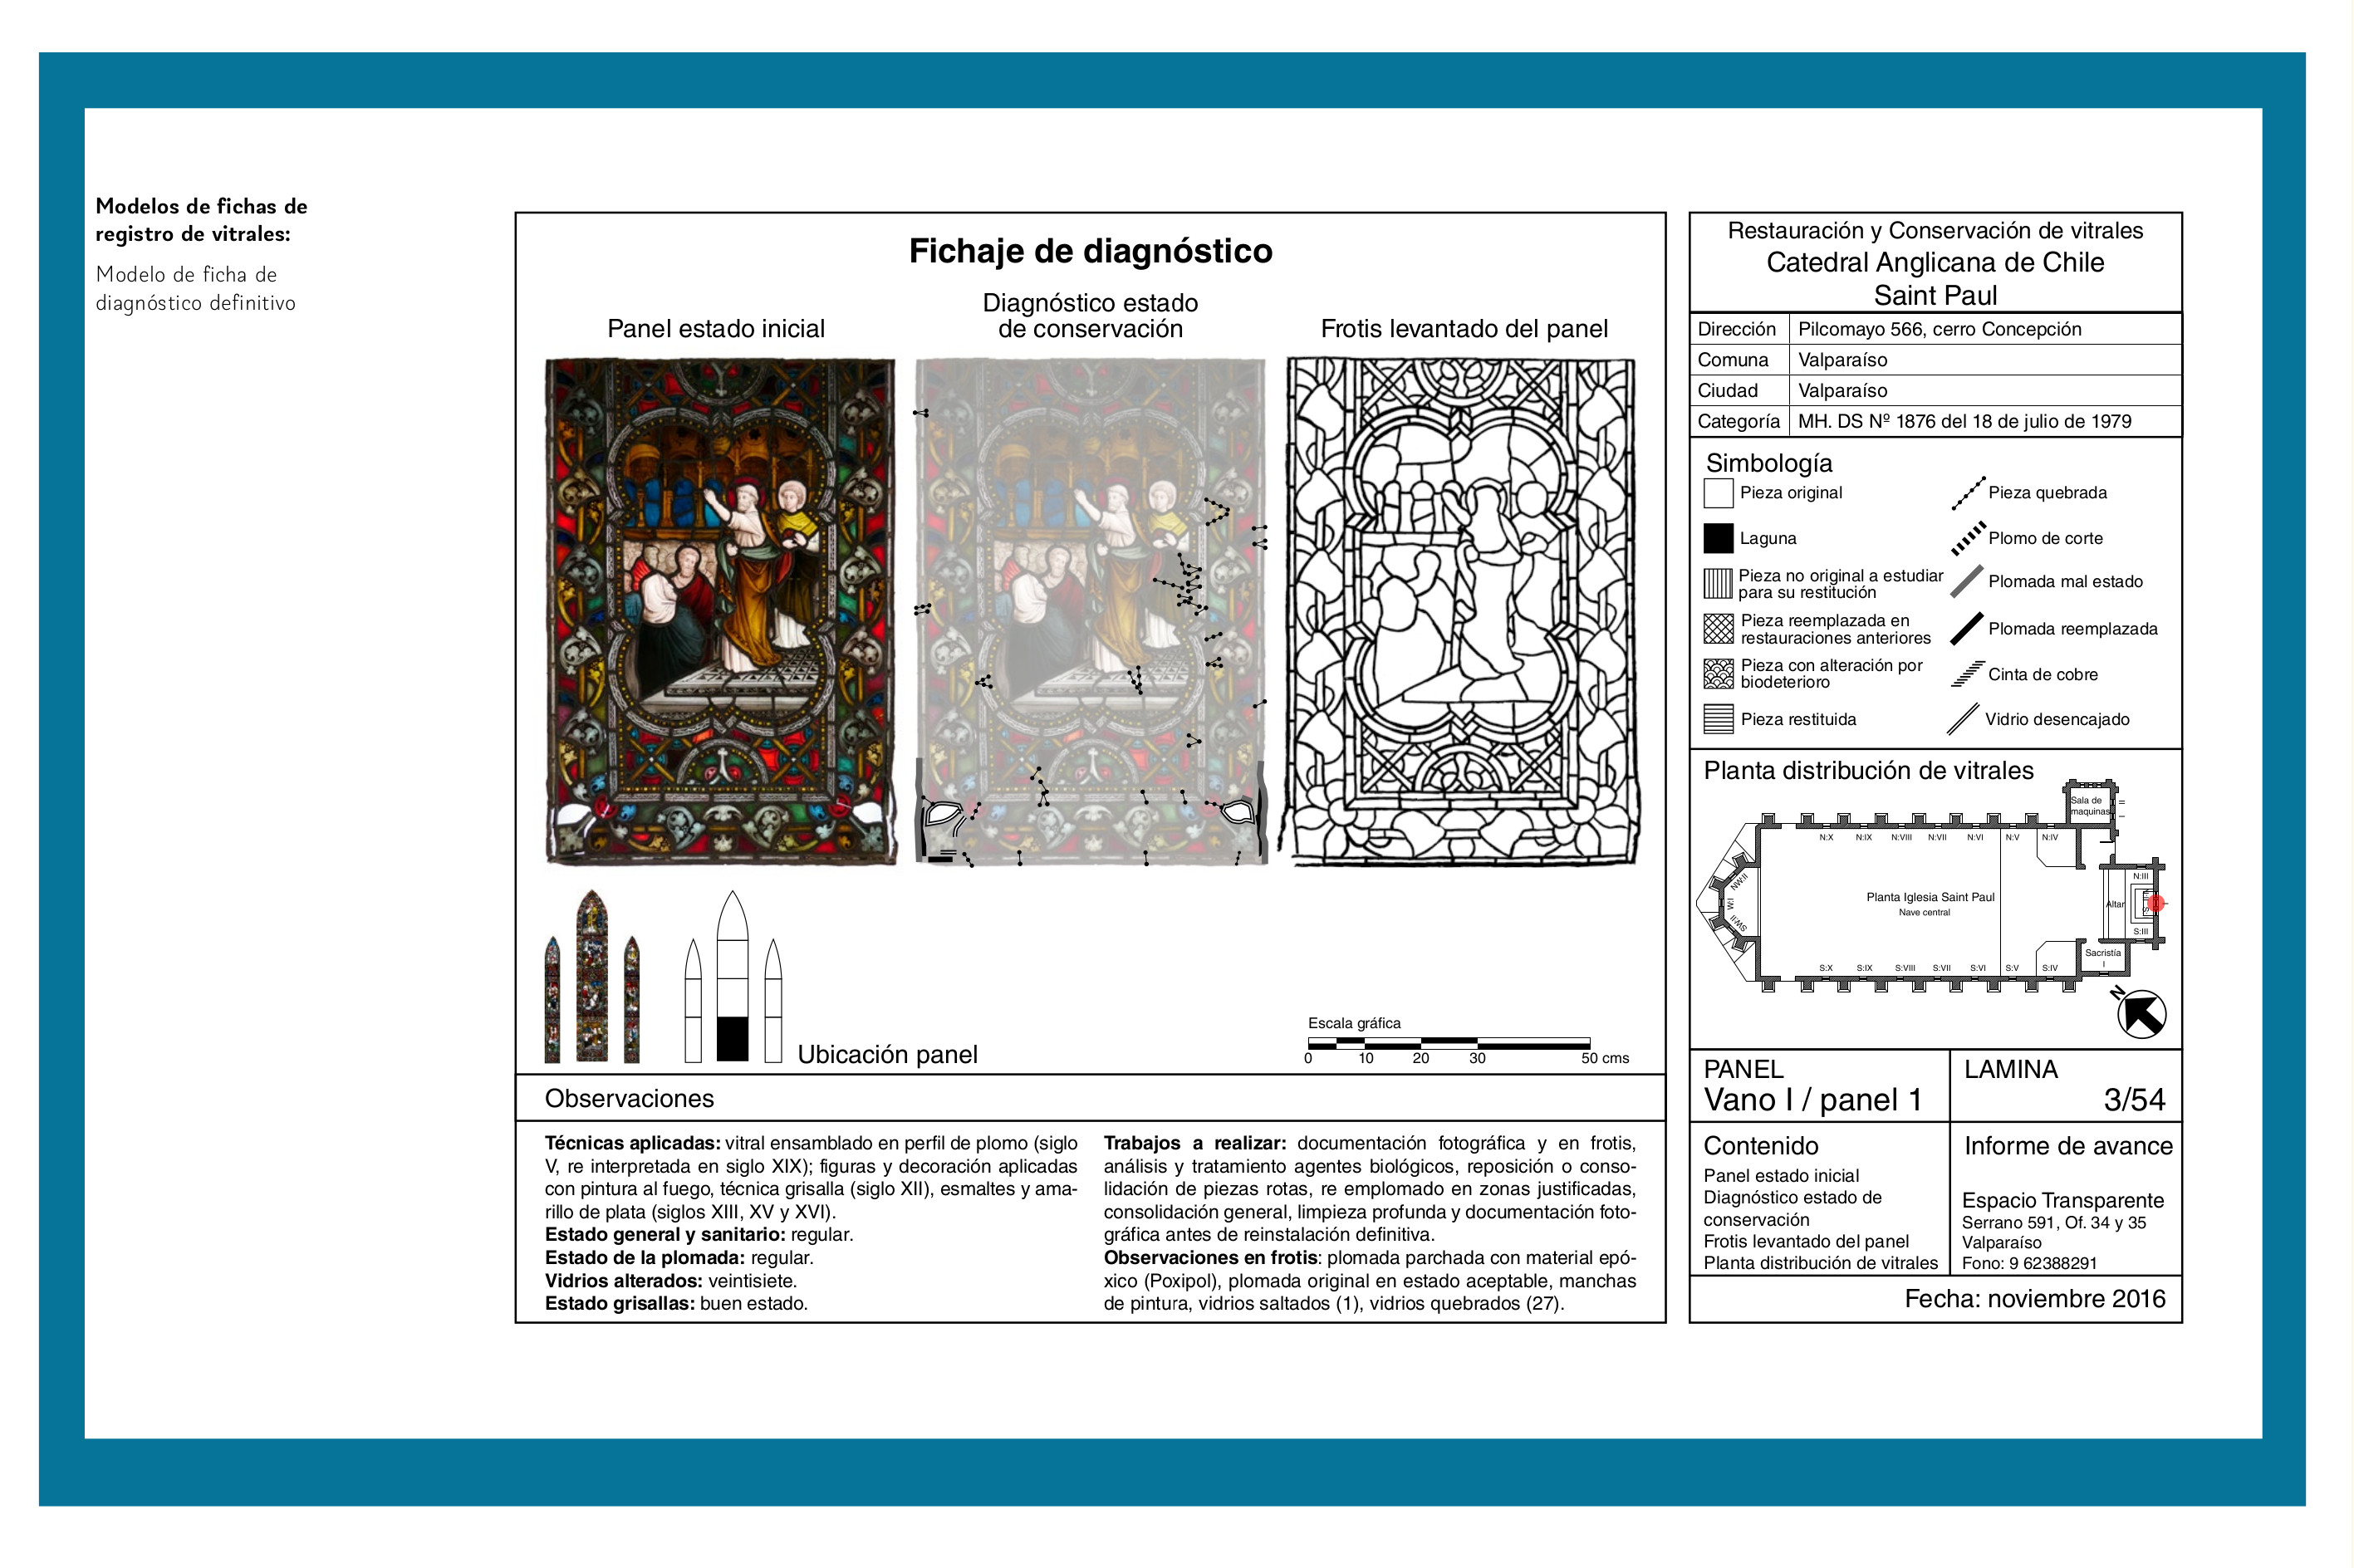 Modelos de fichas de
registro de vitrales:
Modelo de ficha de
diagnóstico definitivo
Fichaje de diagnóstico
Panel estado inicial
Diagnóstico estado
de conservación
Frotis levantado del panel
Ubicación panel
Escala gráfica
0 10 20 30 50 cms
Observaciones
Técnicas aplicadas: vitral ensamblado en perfil de plomo (siglo
V, re interpretada en siglo XIX); figuras y decoración aplicadas
con pintura al fuego, técnica grisalla (siglo XII), esmaltes y ama-
rillo de plata (siglos XIII, XV y XVI).
Estado general y sanitario: regular.
Estado de la plomada: regular.
Vidrios alterados: veintisiete.
Estado grisallas: buen estado.
Trabajos a realizar: documentación fotográfica y en frotis,
análisis y tratamiento agentes biológicos, reposición o conso-
lidación de piezas rotas, re emplomado en zonas justificadas,
consolidación general, limpieza profunda y documentación foto-
gráfica antes de reinstalación definitiva.
Observaciones en frotis: plomada parchada con material epó-
xico (Poxipol), plomada original en estado aceptable, manchas
de pintura, vidrios saltados (1), vidrios quebrados (27).
Restauración y Conservación de vitrales
Catedral Anglicana de Chile
Saint Paul
Dirección Pilcomayo 566, cerro Concepción
Comuna Valparaíso
Ciudad Valparaíso
Categoría MH. DS Nº 1876 del 18 de julio de 1979
Simbología
Pieza original
Laguna
Pieza no original a estudiar
para su restitución
Pieza reemplazada en
restauraciones anteriores
Pieza con alteración por
biodeterioro
Pieza restituida
Pieza quebrada
Plomo de corte
Plomada mal estado
Plomada reemplazada
Cinta de cobre
Vidrio desencajado
Planta distribución de vitrales
Sala de
maquinas
N:X N:IX N:VIII N:VII N:VI N:V N:IV
N:III
NW:II
W:I
SW:II
Planta Iglesia Saint Paul
Nave central
Altar
S:III
Sacristía
I
S:X S:IX S:VIII S:VII S:VI S:V S:IV
N
PANEL
Vano I / panel 1
LAMINA
3/54
Contenido
Panel estado inicial
Diagnóstico estado de
conservación
Frotis levantado del panel
Planta distribución de vitrales
Informe de avance
Espacio Transparente
Serrano 591, Of. 34 y 35
Valparaíso
Fono: 9 62388291
Fecha: noviembre 2016